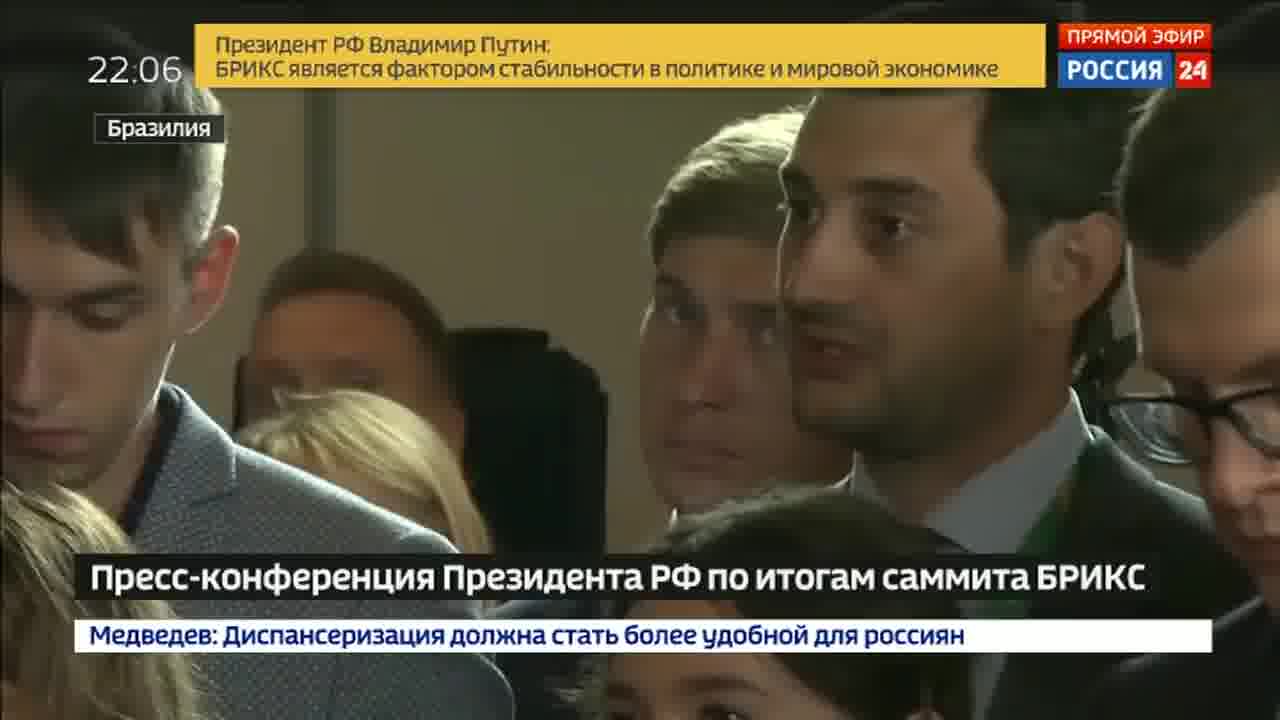 22:06
Президент РФ Владимир Путин:
БРИКС является фактором стабильности в политике и мировой экономике
ПРЯМОЙ ЭФИР
РОССИЯ 24
Бразилия
Пресс-конференция Президента РФ по итогам саммита БРИКС
Медведев: Диспансеризация должна стать более удобной для россиян